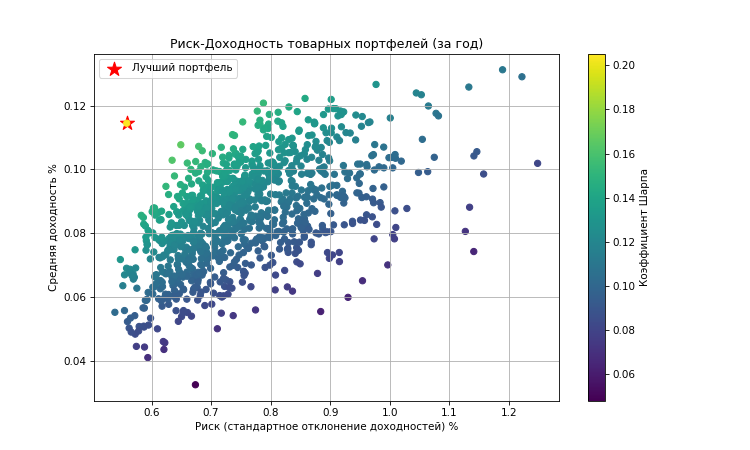 Риск-Доходность товарных портфелей (за год)
Лучший портфель
Средняя доходность %
0.12
0.10
0.08
0.06
0.04
0.6 0.7 0.8 0.9 1.0 1.1 1.2
Риск (стандартное отклонение доходностей) %
0.20
0.18
0.16
0.14
0.12
0.10
0.08
0.06
Коэффициент Шарпа